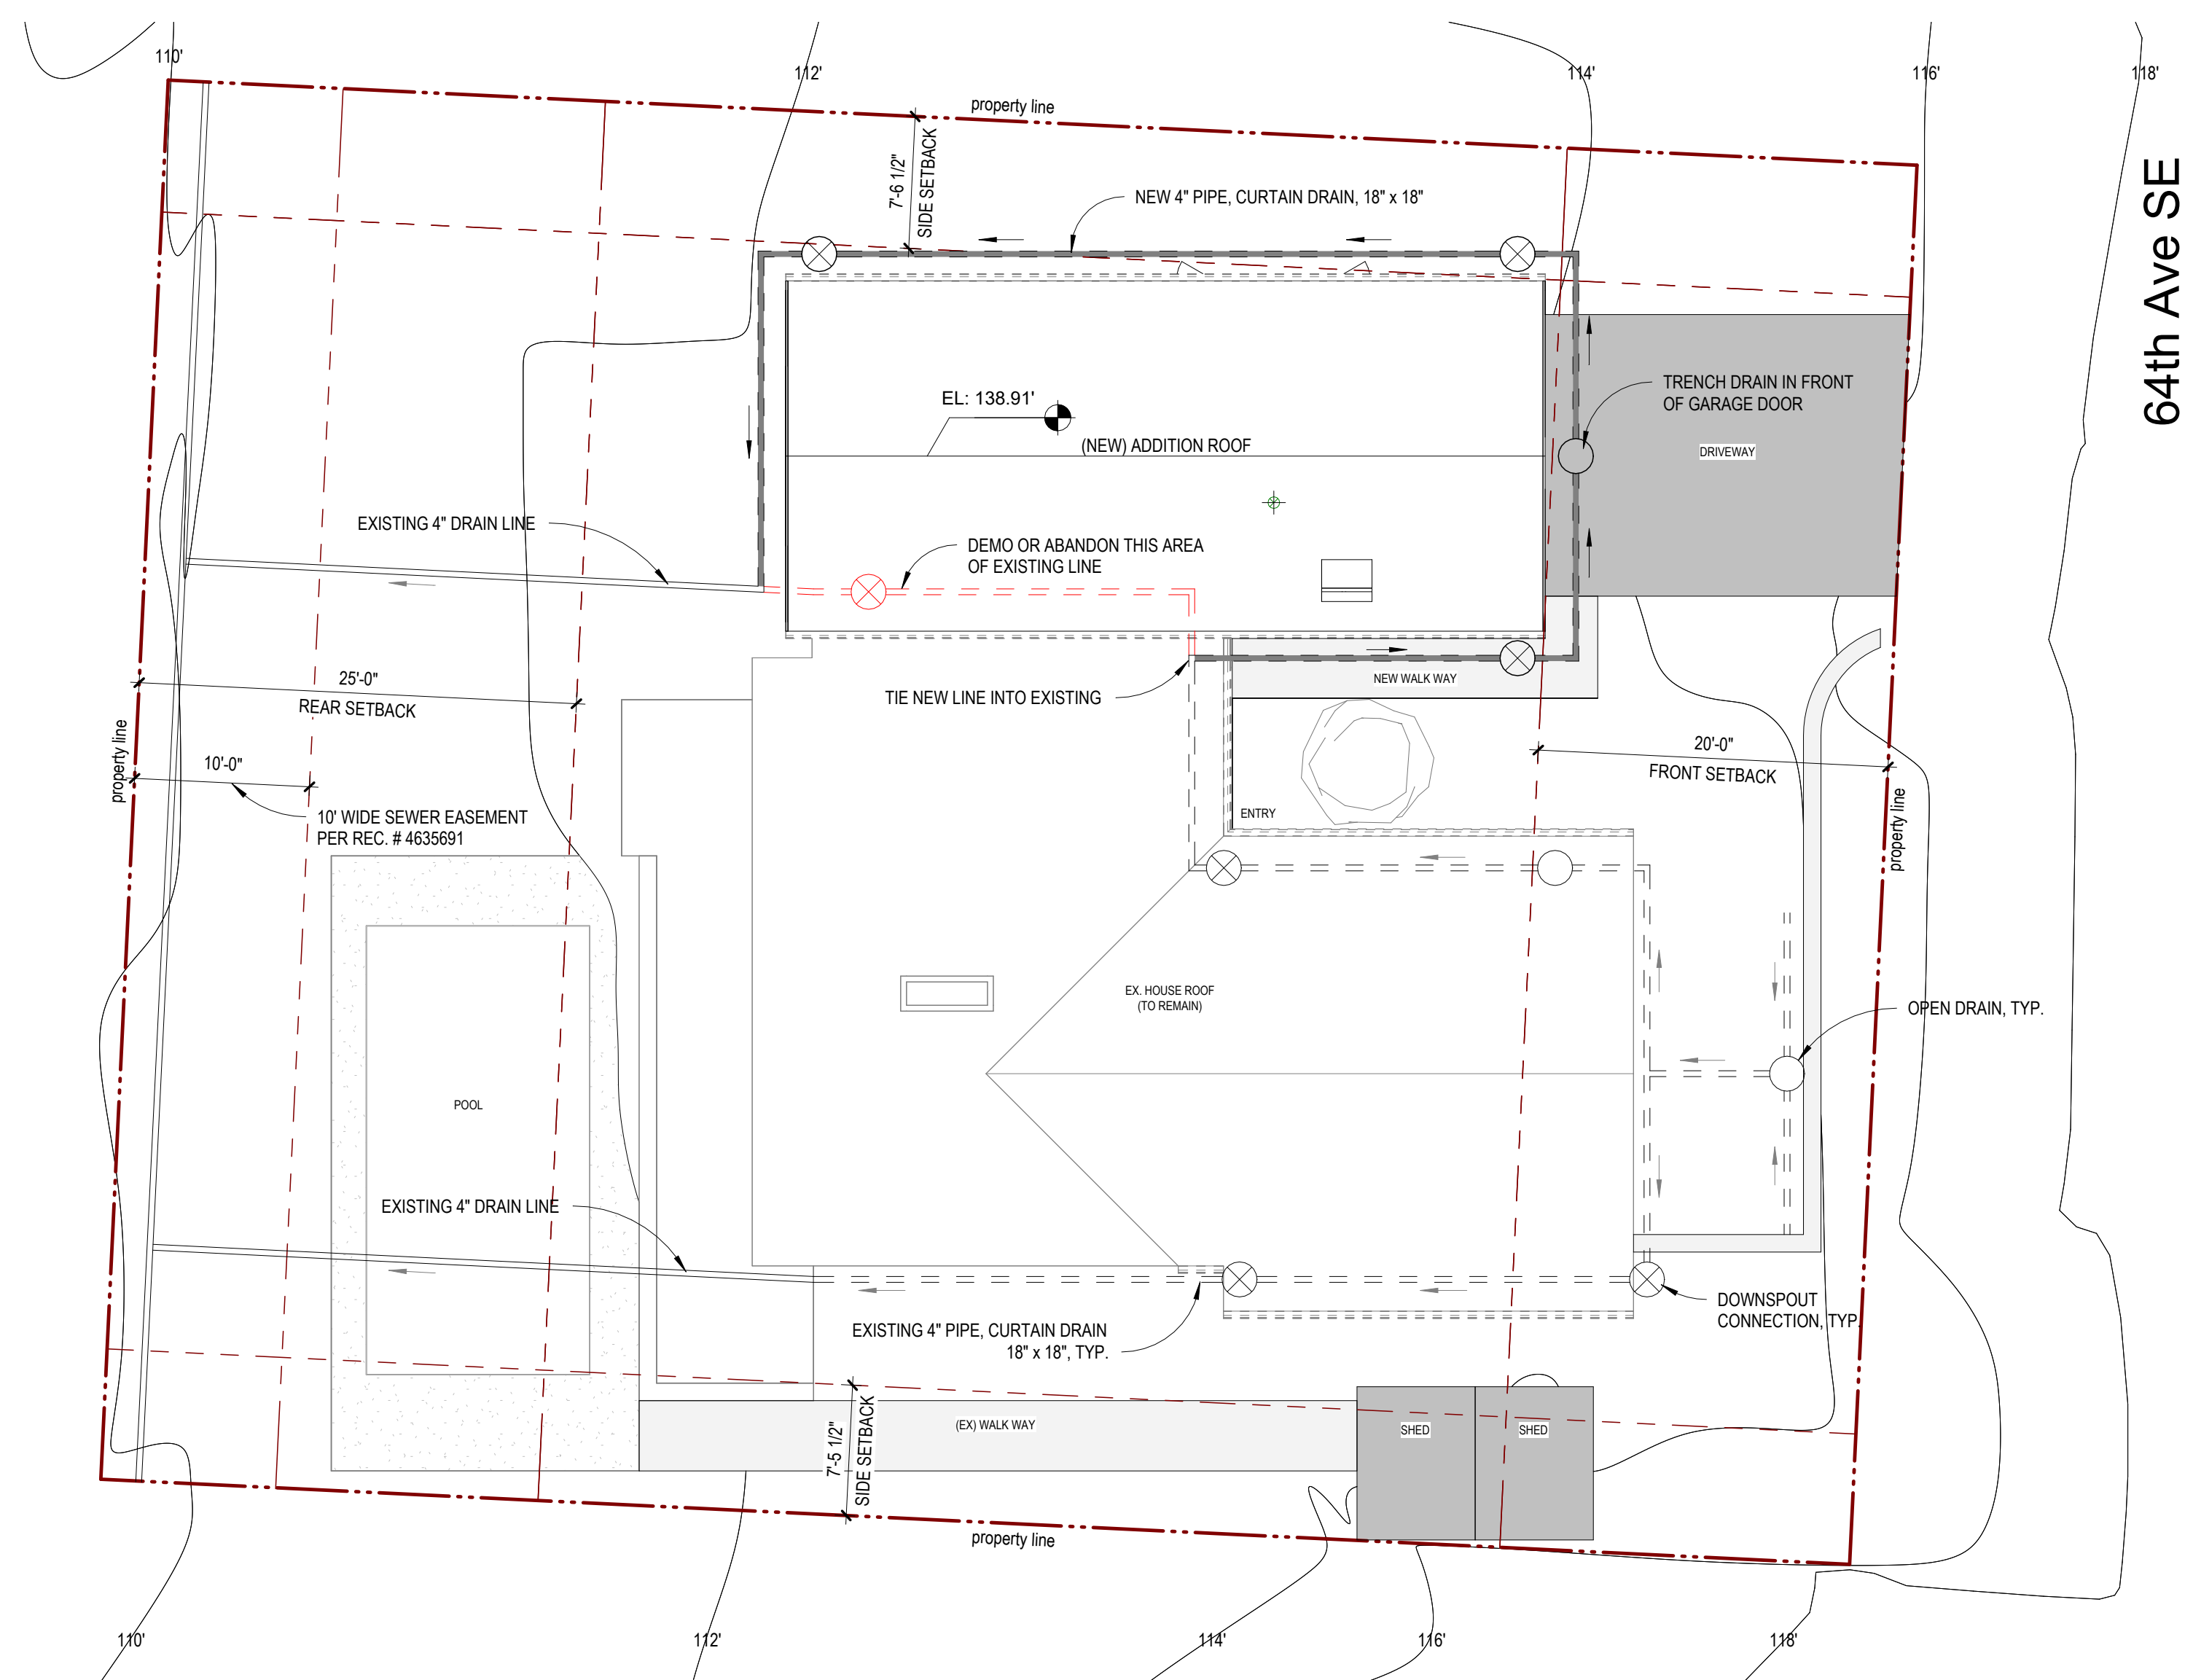 110'
112'
114'
116'
118'
property line
64th Ave SE
7'-6 1/2"
SIDE SETBACK
NEW 4" PIPE, CURTAIN DRAIN, 18" x 18"
TRENCH DRAIN IN FRONT
OF GARAGE DOOR
EL: 138.91'
(NEW) ADDITION ROOF
DRIVEWAY
EXISTING 4" DRAIN LINE
DEMO OR ABANDON THIS AREA
OF EXISTING LINE
25'-0"
REAR SETBACK
TIE NEW LINE INTO EXISTING
NEW WALK WAY
property line
10'-0"
20'-0"
FRONT SETBACK
10' WIDE SEWER EASEMENT
PER REC. # 4635691
ENTRY
property line
EX. HOUSE ROOF
(TO REMAIN)
OPEN DRAIN, TYP.
POOL
EXISTING 4" DRAIN LINE
DOWNSPOUT
CONNECTION, TYP.
EXISTING 4" PIPE, CURTAIN DRAIN
18" x 18", TYP.
7'-5 1/2"
SIDE SETBACK
(EX) WALK WAY
SHED
SHED
property line
110'
112'
114'
116'
118'